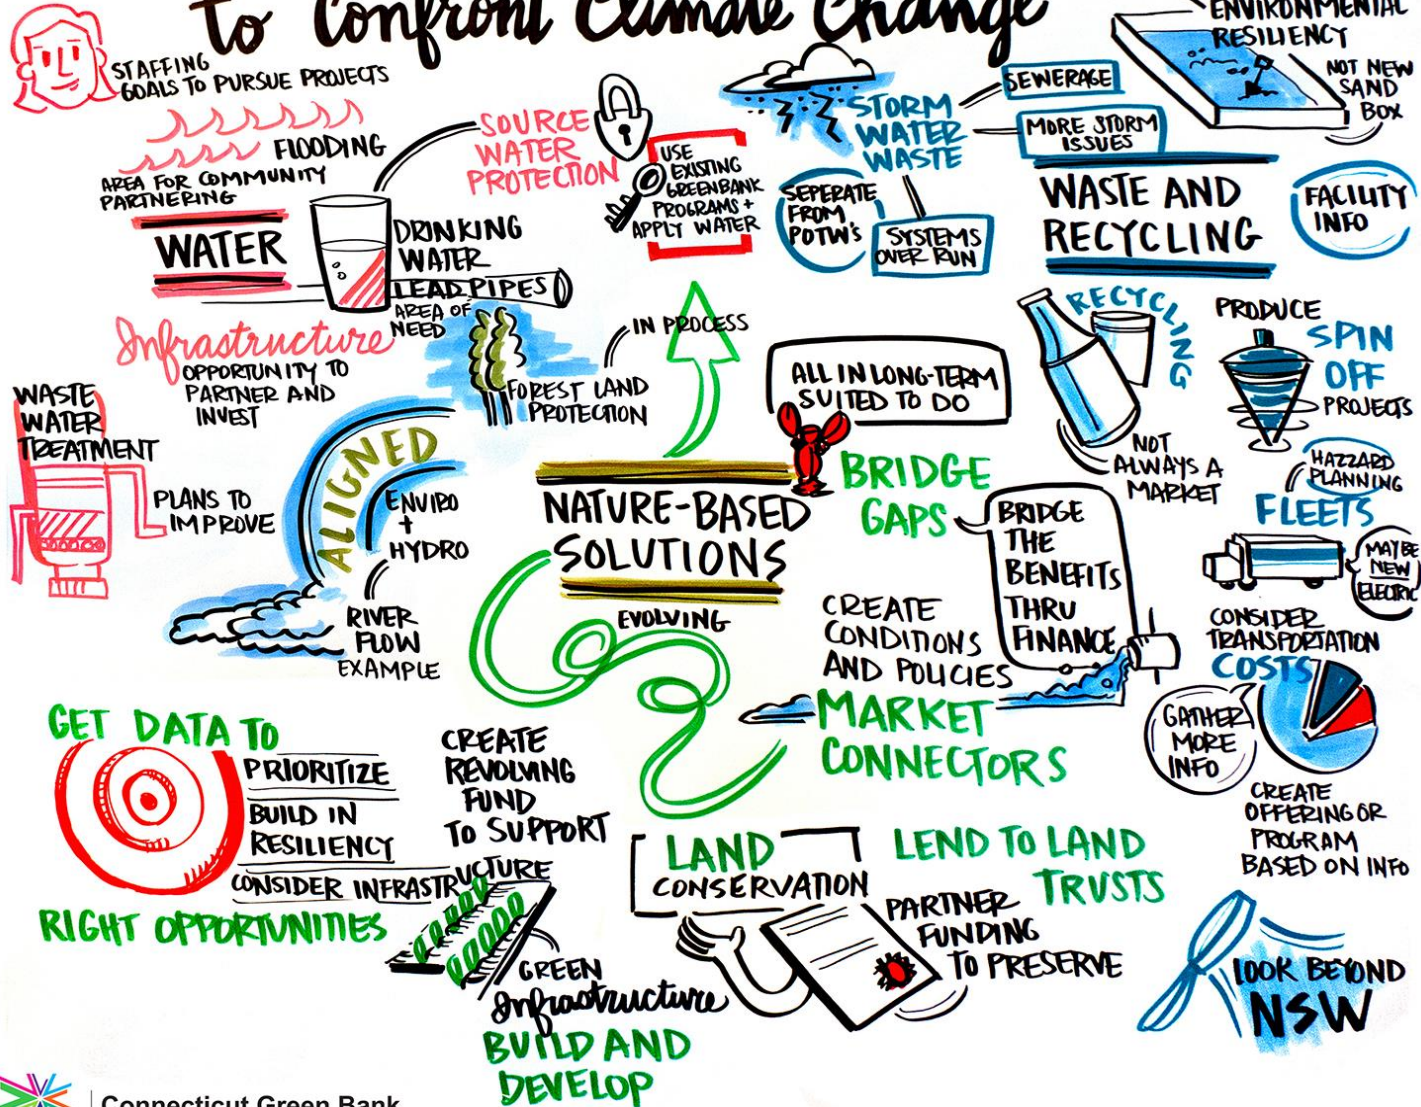 to Confront Climate Change
STAFFING
GOALS TO PURSUE PROJECTS
FLOODING
AREA FOR COMMUNITY
PARTNERING
WATER
SOURCE
WATER
PROTECTION
USE
EXISTING
GREENBANK
PROGRAMS +
APPLY WATER
DRINKING
WATER
LEAD PIPES
AREA OF
NEED
Infrastructure
OPPORTUNITY TO
PARTNER AND
INVEST
WASTE
WATER
TREATMENT
PLANS TO
IMPROVE
IN PROCESS
FOREST LAND
PROTECTION
ALIGNED
ENVIRO
+
HYDRO
RIVER
FLOW
EXAMPLE
STORM
WATER
WASTE
SEWERAGE
MORE STORM
ISSUES
SEPERATE
FROM
POTW'S
SYSTEMS
OVER RUN
ENVIRONMENTAL
RESILIENCY
NOT NEW
SAND
BOX
WASTE AND
RECYCLING
FACILITY
INFO
RECYCLING
NOT
ALWAYS A
MARKET
PRODUCE
SPIN
OFF
PROJECTS
HAZZARD
PLANNING
FLEETS
MAYBE
NEW
ELECTRIC
CONSIDER
TRANSPORTATION
COSTS
GATHER
MORE
INFO
CREATE
OFFERING OR
PROGRAM
BASED ON INFO
LOOK BEYOND
NSW
NATURE-BASED
SOLUTIONS
EVOLVING
ALL IN LONG-TERM
SUITED TO DO
BRIDGE
GAPS
BRIDGE
THE
BENEFITS
THRU
FINANCE
CREATE
CONDITIONS
AND POLICIES
MARKET
CONNECTORS
GET DATA TO
PRIORITIZE
BUILD IN
RESILIENCY
CONSIDER INFRASTRUCTURE
RIGHT OPPORTUNITIES
CREATE
REVOLVING
FUND
TO SUPPORT
GREEN
Infrastructure
BUILD AND
DEVELOP
LAND
CONSERVATION
LEND TO LAND
TRUSTS
PARTNER
FUNDING
TO PRESERVE
Connecticut Green Bank